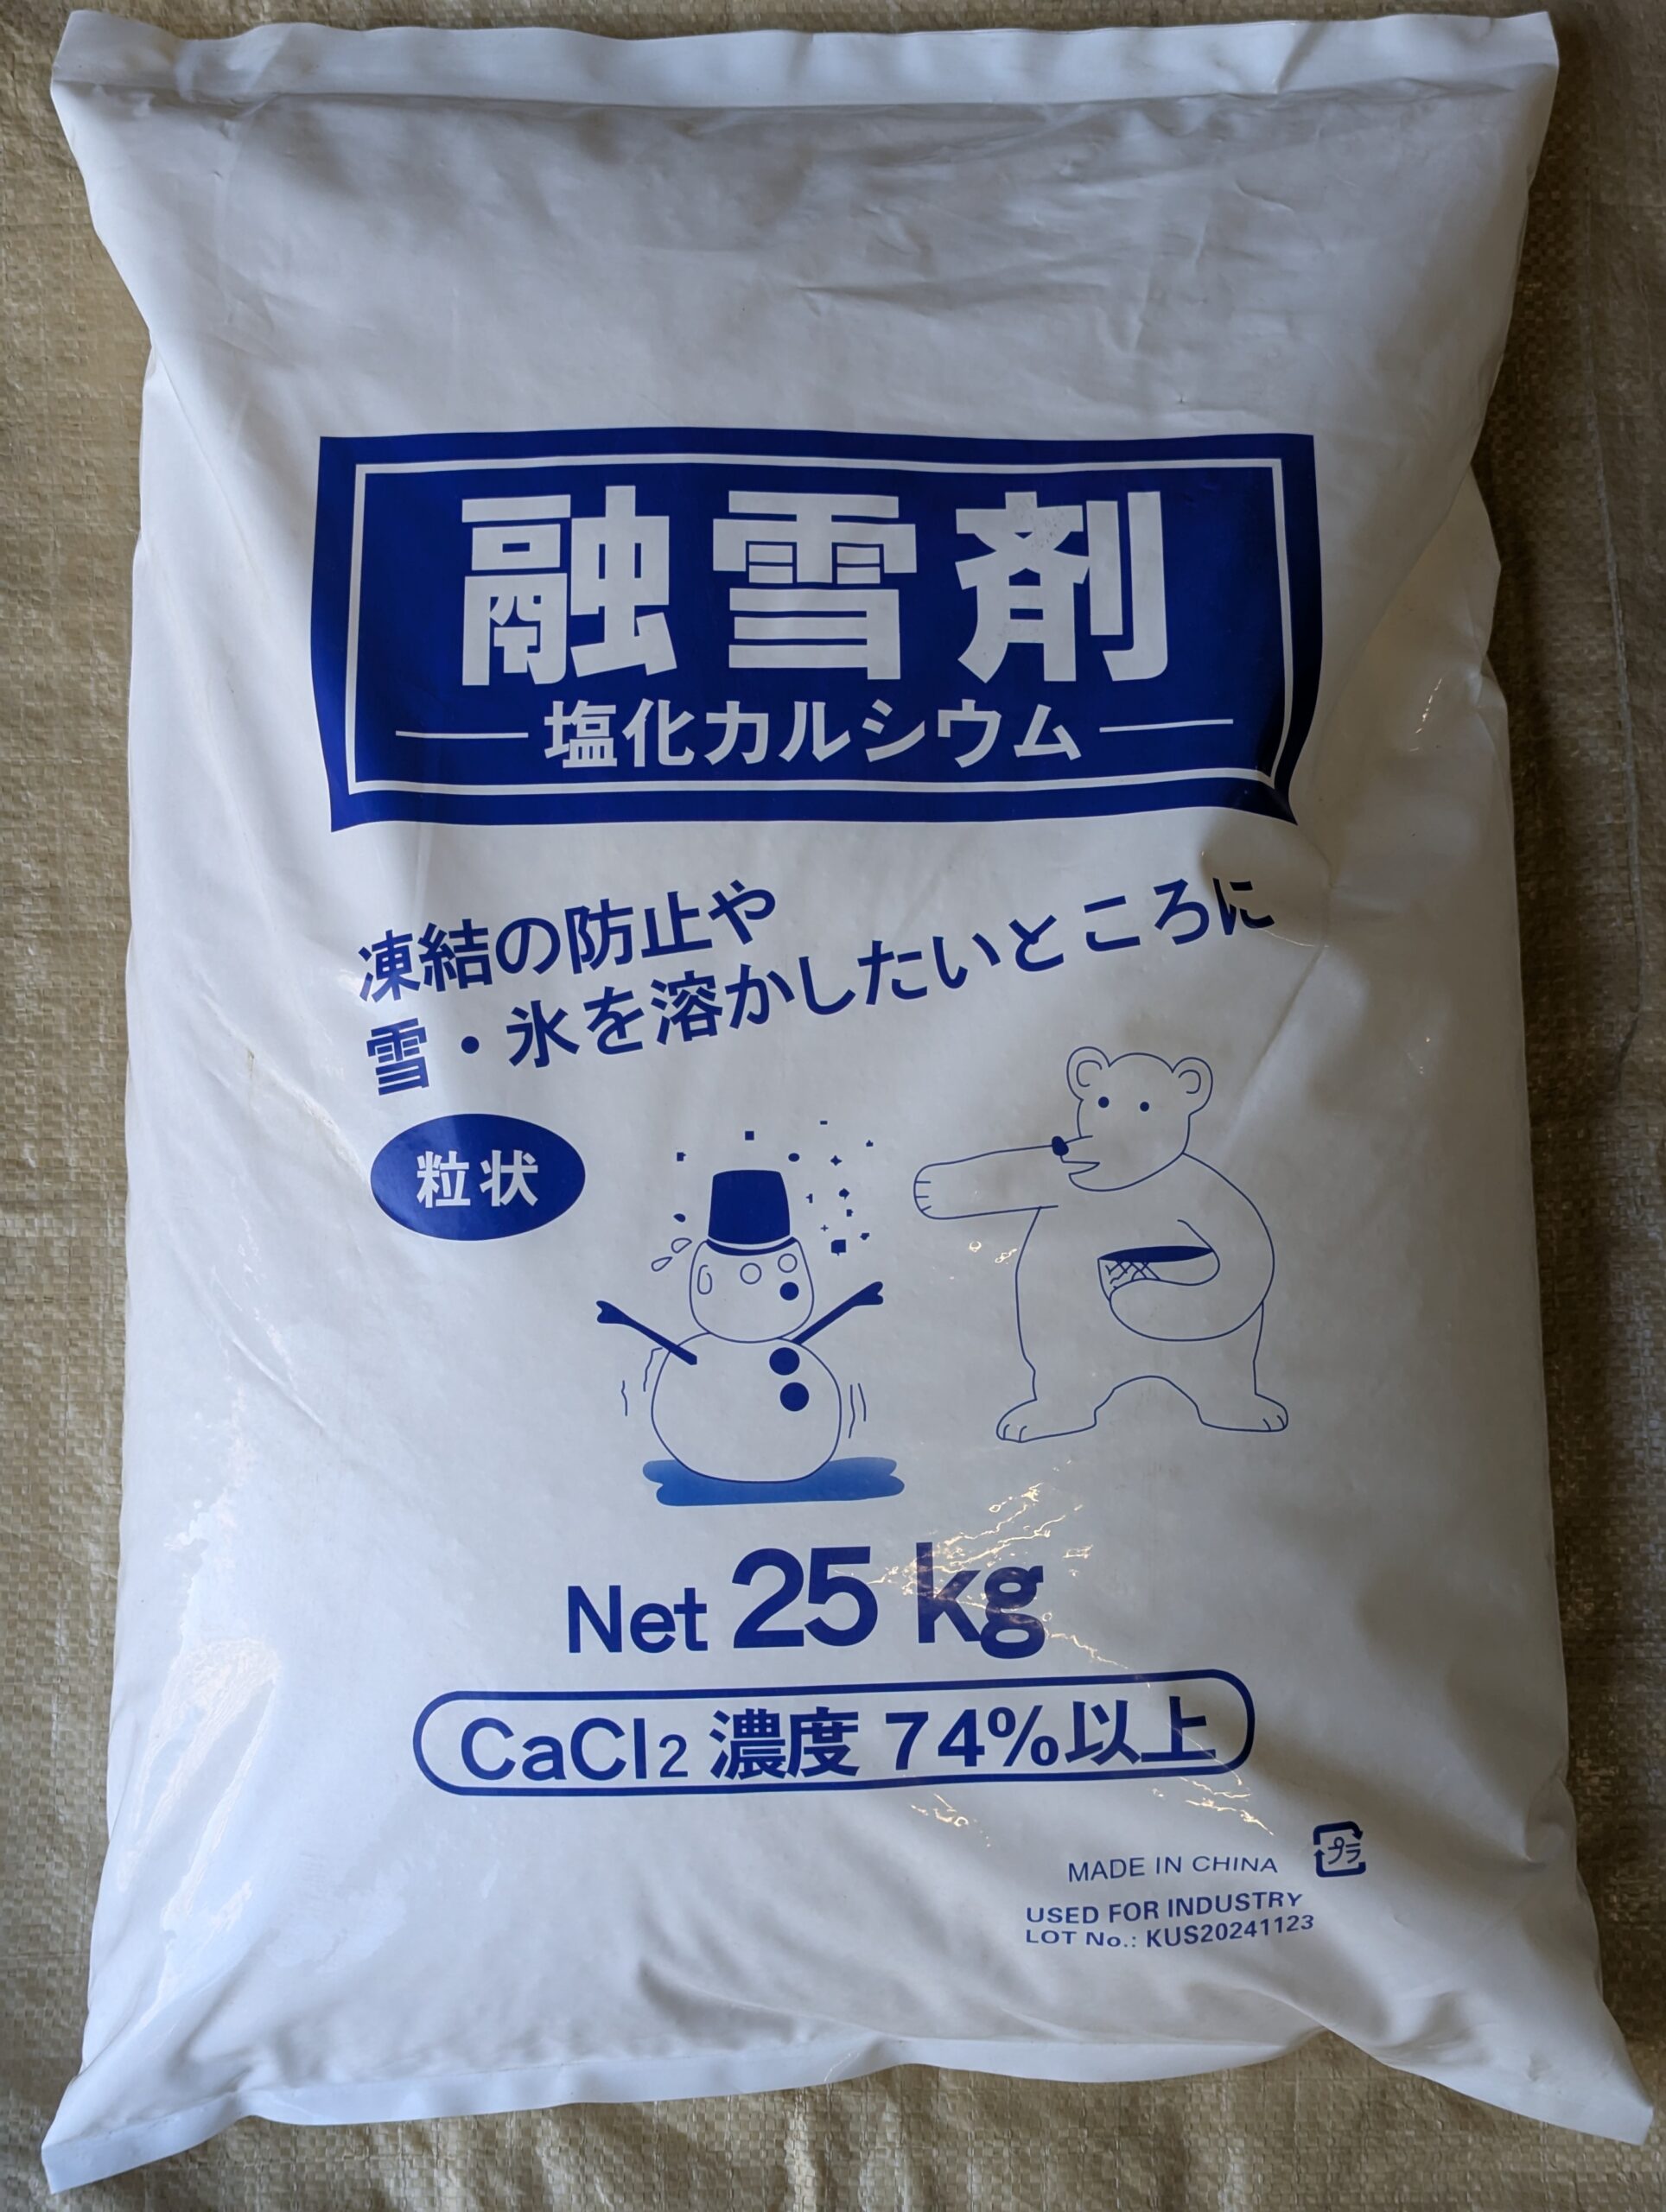 融雪剤
塩化カルシウム
凍結の防止や
雪・氷を溶かしたいところに
粒状
Net 25 kg
CaCl2 濃度 74%以上
MADE IN CHINA
プラ
USED FOR INDUSTRY
LOT No.: KUS20241123